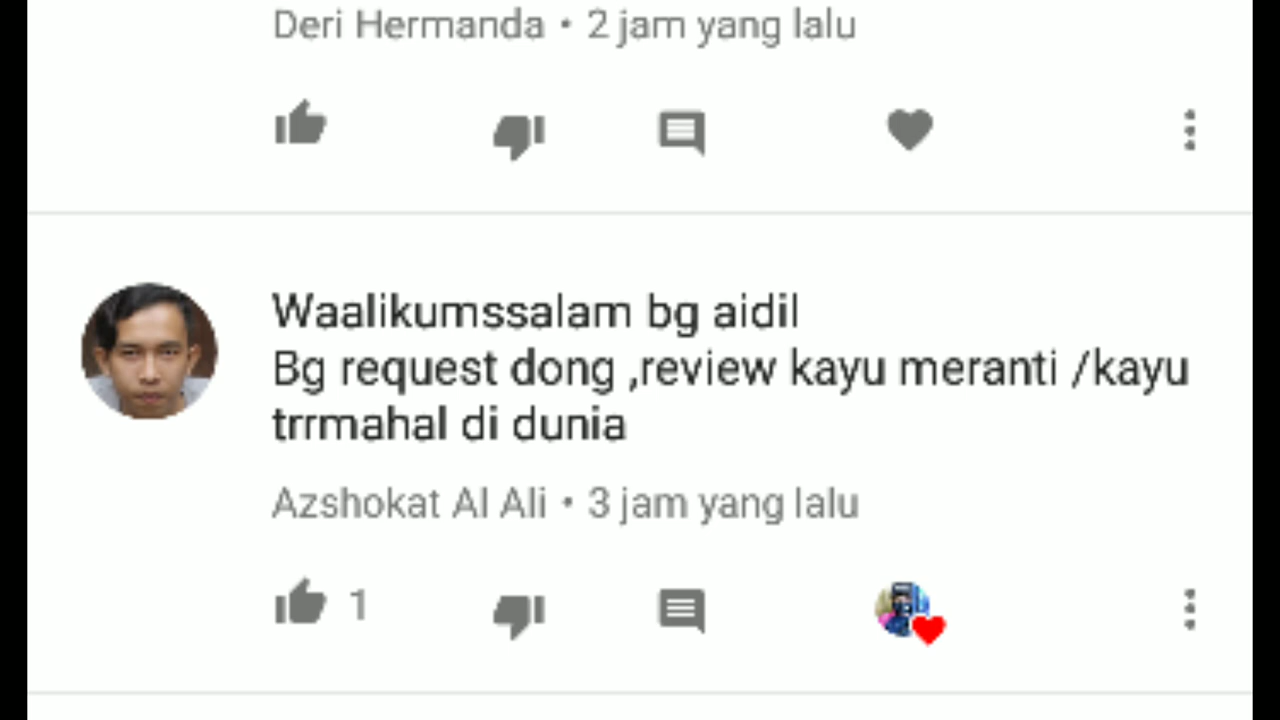 Deri Hermanda • 2 jam yang lalu
Waalikumssalam bg aidil
Bg request dong ,review kayu meranti /kayu
trrmahal di dunia
Azshokat Al Ali • 3 jam yang lalu
1